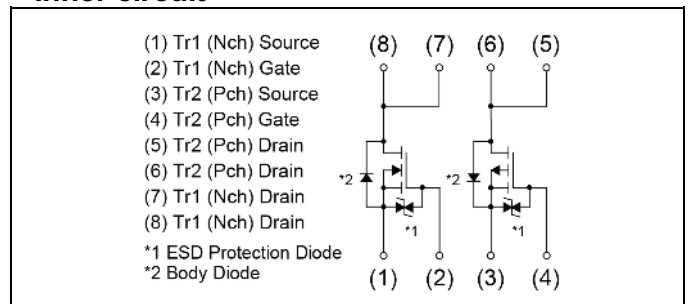 (1) Tr1 (Nch) Source
(2) Tr1 (Nch) Gate
(3) Tr2 (Pch) Source
(4) Tr2 (Pch) Gate
(5) Tr2 (Pch) Drain
(6) Tr2 (Pch) Drain
(7) Tr1 (Nch) Drain
(8) Tr1 (Nch) Drain
*1 ESD Protection Diode
*2 Body Diode
(8) (7) (6) (5)
*2 *2
*1 *1
(1) (2) (3) (4)